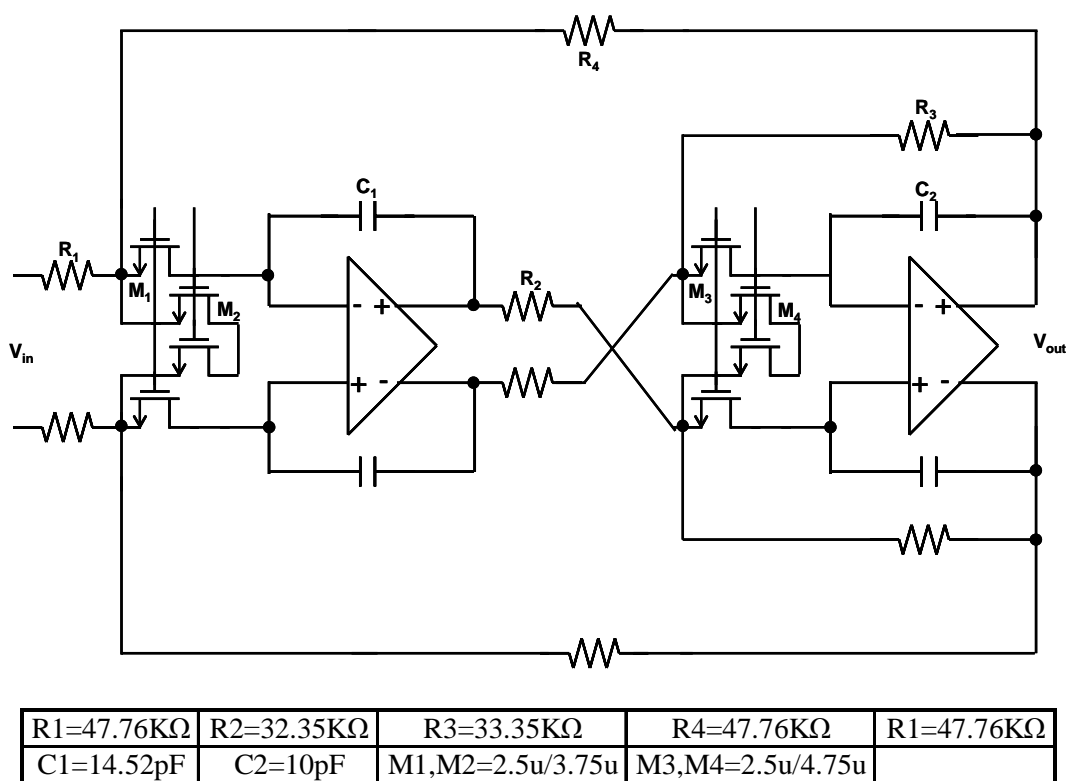 R4
R3
C1
C2
R1
R2
M1
M2
M3
M4
Vin
Vout
- +
+ -
- +
+ -
R1=47.76KΩ R2=32.35KΩ R3=33.35KΩ R4=47.76KΩ R1=47.76KΩ
C1=14.52pF C2=10pF M1,M2=2.5u/3.75u M3,M4=2.5u/4.75u